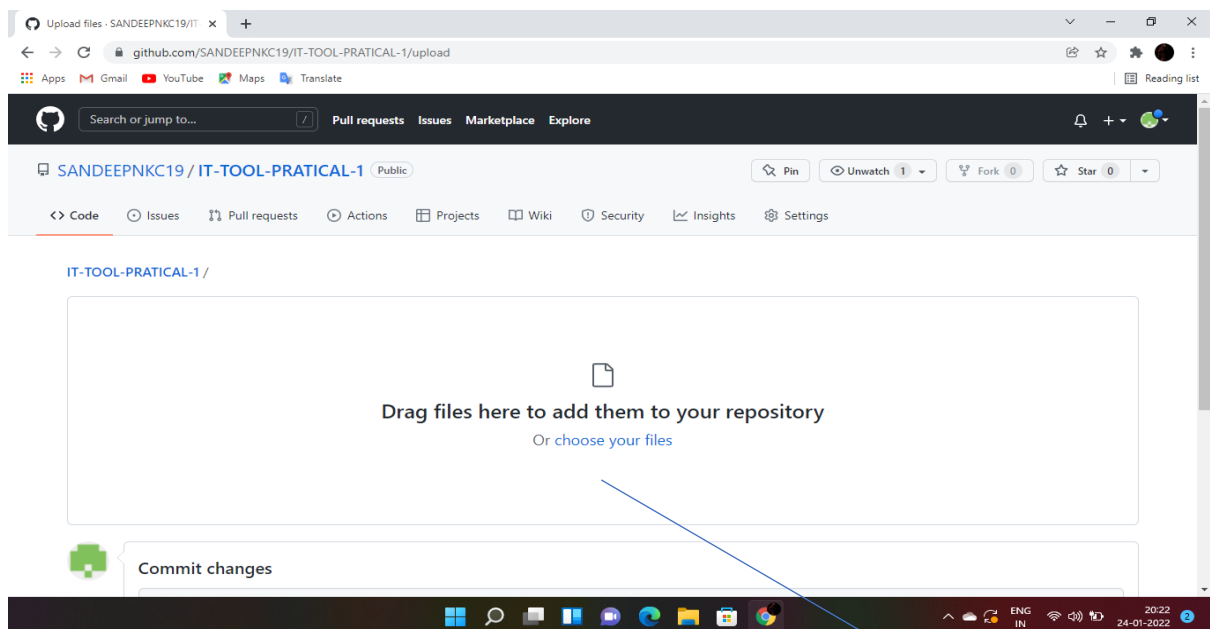 Upload files · SANDEEPNKC19/IT
github.com/SANDEEPNKC19/IT-TOOL-PRATICAL-1/upload
Apps Gmail YouTube Maps Translate Reading list
Search or jump to... / Pull requests Issues Marketplace Explore
SANDEEPNKC19 / IT-TOOL-PRATICAL-1 Public Pin Unwatch 1 Fork 0 Star 0
<> Code Issues Pull requests Actions Projects Wiki Security Insights Settings
IT-TOOL-PRATICAL-1 /
Drag files here to add them to your repository
Or choose your files
Commit changes
ENG 20:22
IN 24-01-2022 2